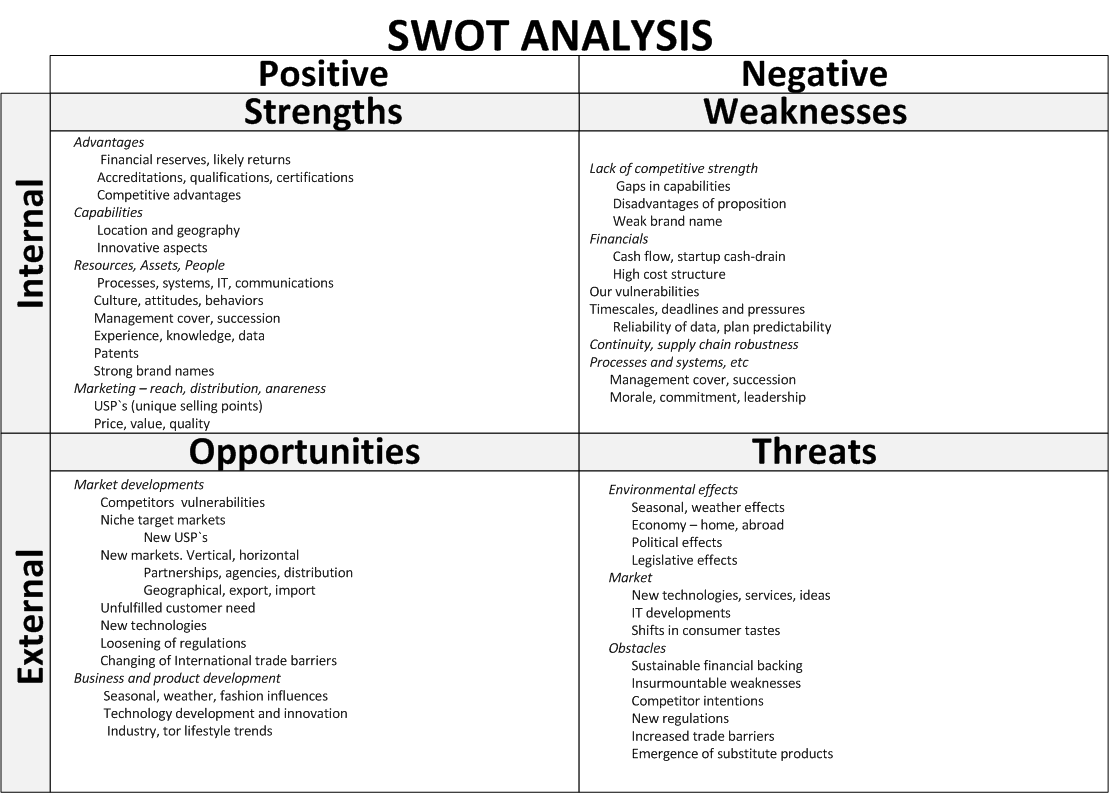 SWOT ANALYSIS
Positive
Negative
Internal
Strengths
Advantages
Financial reserves, likely returns
Accreditations, qualifications, certifications
Competitive advantages
Capabilities
Location and geography
Innovative aspects
Resources, Assets, People
Processes, systems, IT, communications
Culture, attitudes, behaviors
Management cover, succession
Experience, knowledge, data
Patents
Strong brand names
Marketing – reach, distribution, anareness
USP`s (unique selling points)
Price, value, quality
Weaknesses
Lack of competitive strength
Gaps in capabilities
Disadvantages of proposition
Weak brand name
Financials
Cash flow, startup cash-drain
High cost structure
Our vulnerabilities
Timescales, deadlines and pressures
Reliability of data, plan predictability
Continuity, supply chain robustness
Processes and systems, etc
Management cover, succession
Morale, commitment, leadership
External
Opportunities
Market developments
Competitors vulnerabilities
Niche target markets
New USP`s
New markets. Vertical, horizontal
Partnerships, agencies, distribution
Geographical, export, import
Unfulfilled customer need
New technologies
Loosening of regulations
Changing of International trade barriers
Business and product development
Seasonal, weather, fashion influences
Technology development and innovation
Industry, tor lifestyle trends
Threats
Environmental effects
Seasonal, weather effects
Economy – home, abroad
Political effects
Legislative effects
Market
New technologies, services, ideas
IT developments
Shifts in consumer tastes
Obstacles
Sustainable financial backing
Insurmountable weaknesses
Competitor intentions
New regulations
Increased trade barriers
Emergence of substitute products